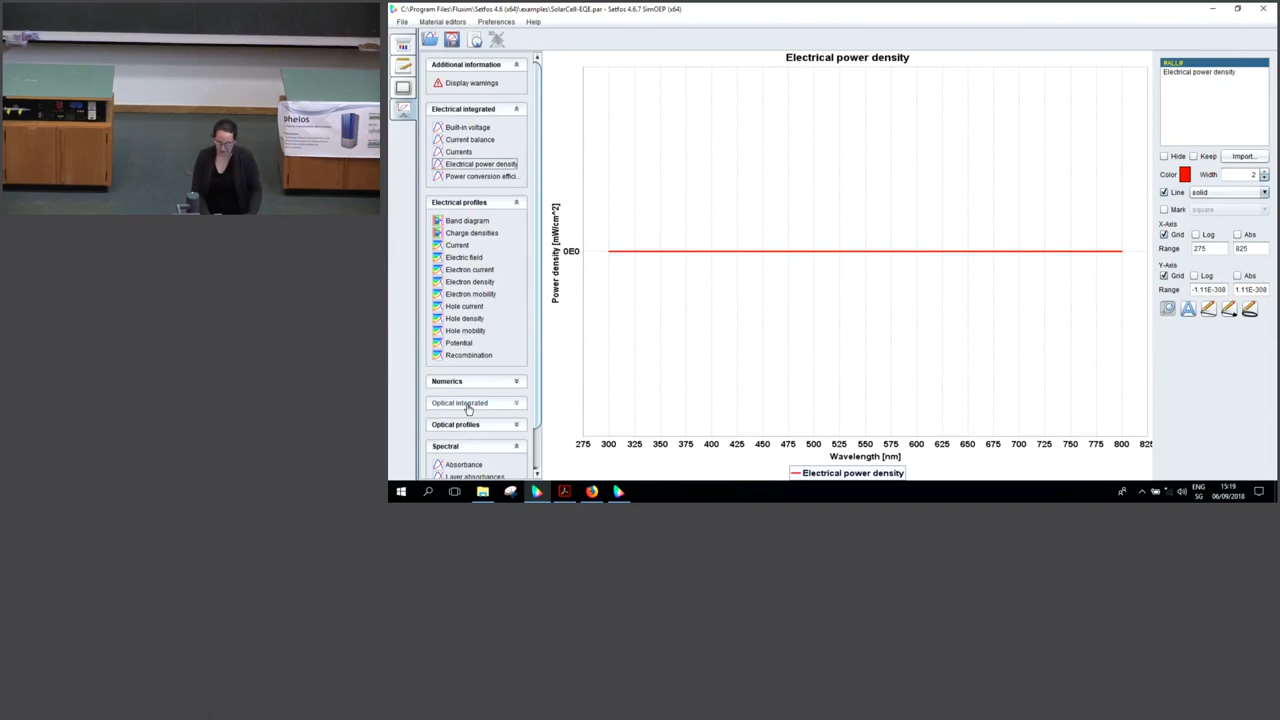 C:\Program Files\Fluxim\Setfos 4.6 (x64)\examples\SolarCell-EQE.par - Setfos 4.6.7 SimOEP (x64)
File Material editors Preferences Help
Additional information
Display warnings
Electrical integrated
Built-in voltage
Current balance
Currents
Electrical power density
Power conversion effici...
Electrical profiles
Band diagram
Charge densities
Current
Electric field
Electron current
Electron density
Electron mobility
Hole current
Hole density
Hole mobility
Potential
Recombination
Numerics
Optical integrated
Optical profiles
Spectral
Absorbance
Layer absorbances
Electrical power density
Power density [mW/cm^2]
0E0
275 300 325 350 375 400 425 450 475 500 525 550 575 600 625 650 675 700 725 750 775 800 825
Wavelength [nm]
Electrical power density
#ALL#
Electrical power density
Hide Keep Import...
Color Width 2
Line solid
Mark square
X-Axis
Grid Log Abs
Range 275 825
Y-Axis
Grid Log Abs
Range -1.11E-308 1.11E-308
ENG
SG
15:19
06/09/2018
phelos